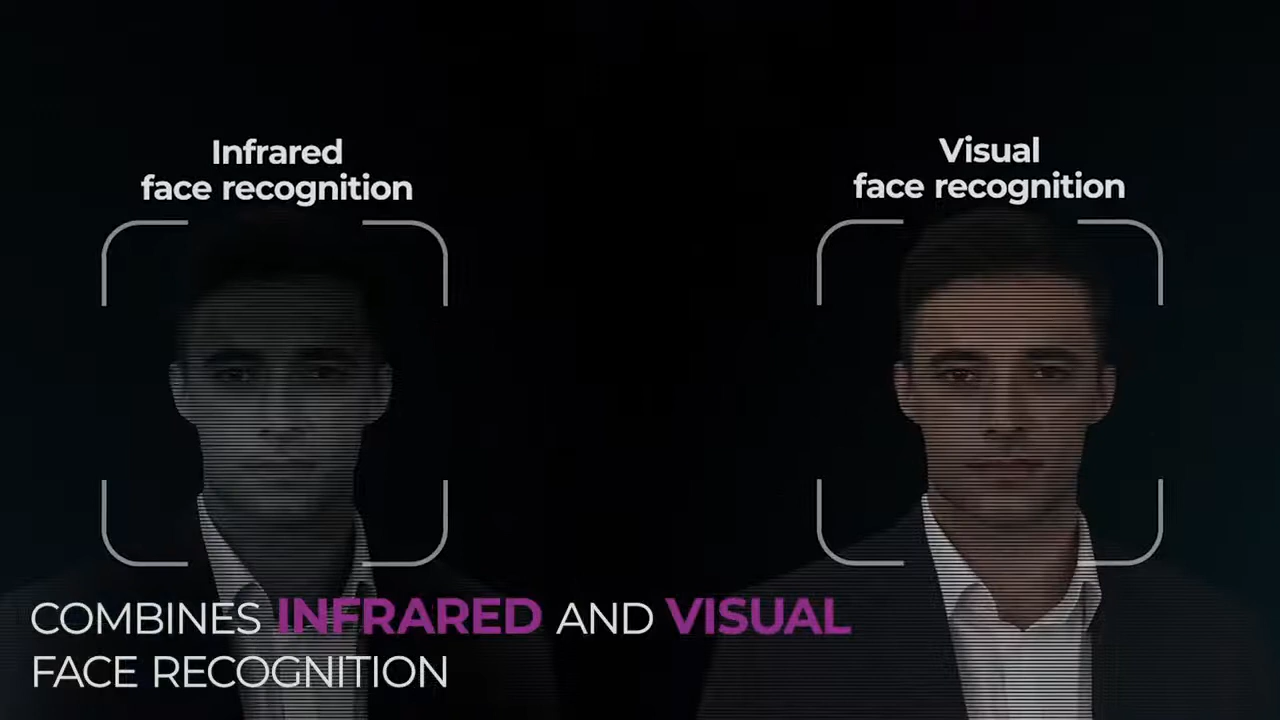 Infrared
face recognition
Visual
face recognition
COMBINES INFRARED AND VISUAL
FACE RECOGNITION